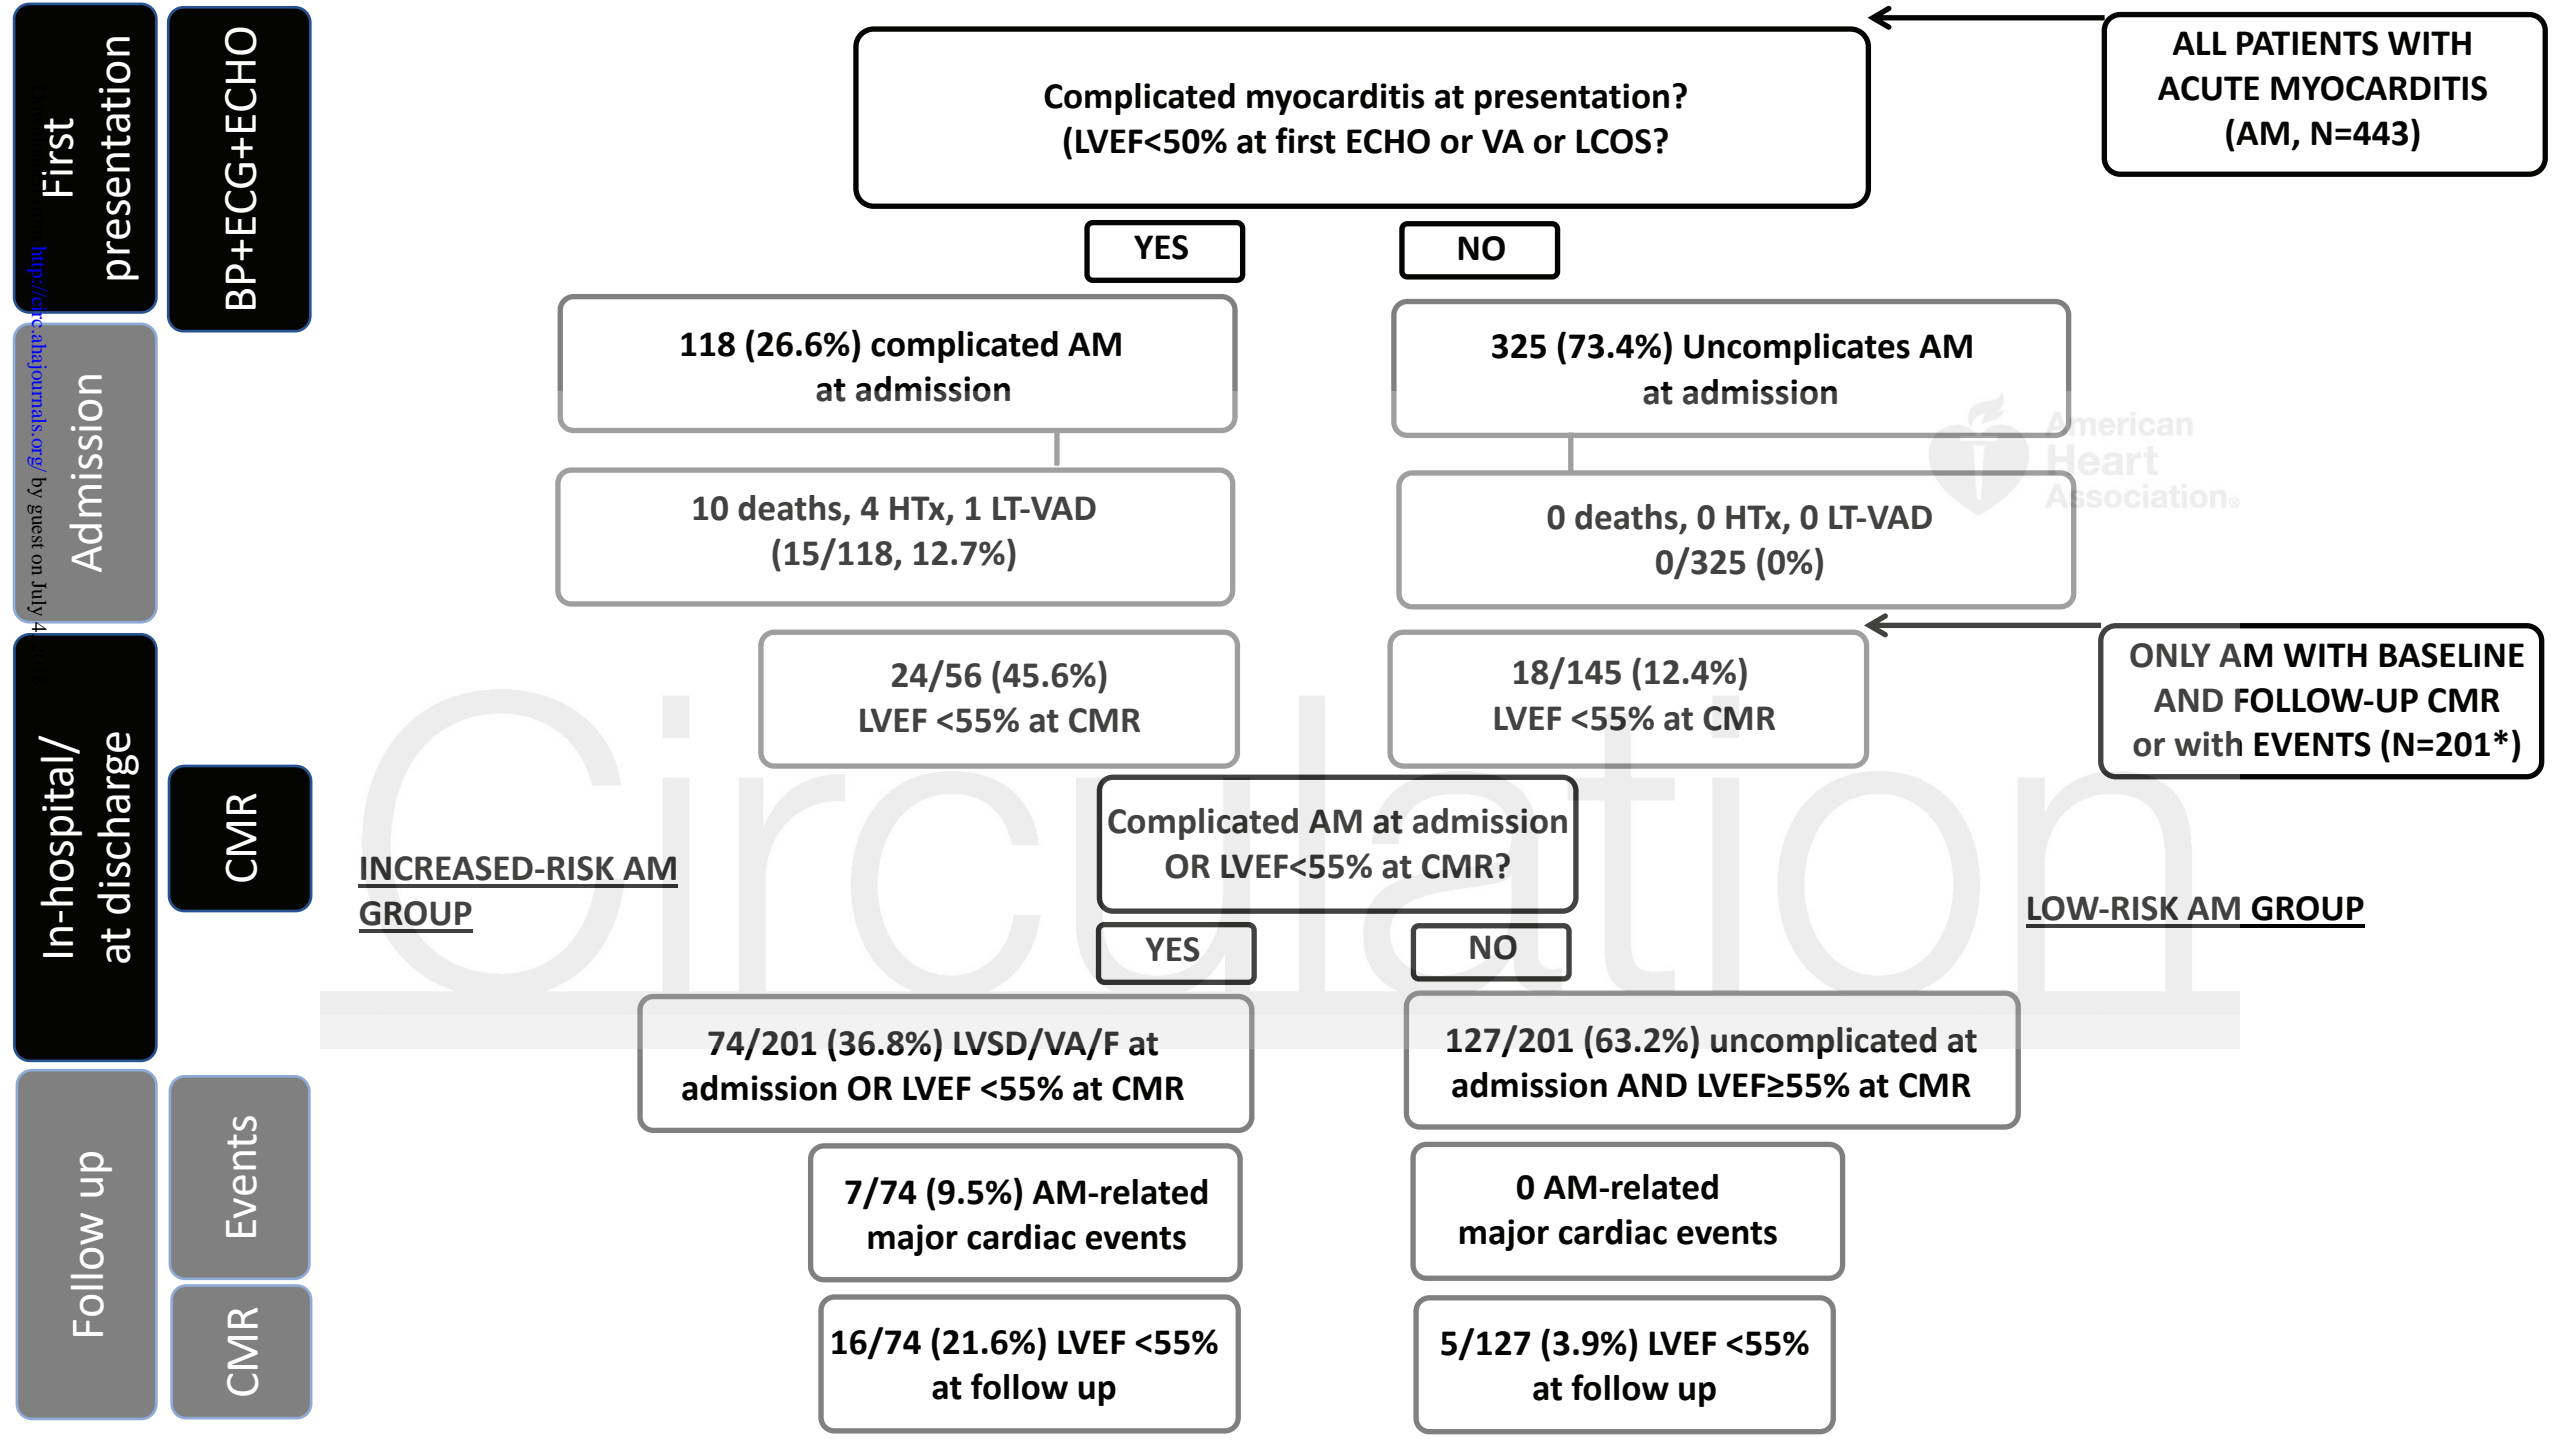 First
presentation
BP+ECG+ECHO
Complicated myocarditis at presentation?
(LVEF<50% at first ECHO or VA or LCOS?
ALL PATIENTS WITH
ACUTE MYOCARDITIS
(AM, N=443)
YES
NO
Admission
118 (26.6%) complicated AM
at admission
325 (73.4%) Uncomplicates AM
at admission
American
Heart
Association®
10 deaths, 4 HTx, 1 LT-VAD
(15/118, 12.7%)
0 deaths, 0 HTx, 0 LT-VAD
0/325 (0%)
In-hospital/
at discharge
CMR
24/56 (45.6%)
LVEF <55% at CMR
18/145 (12.4%)
LVEF <55% at CMR
ONLY AM WITH BASELINE
AND FOLLOW-UP CMR
or with EVENTS (N=201*)
Circulation
Complicated AM at admission
OR LVEF<55% at CMR?
INCREASED-RISK AM
GROUP
LOW-RISK AM GROUP
YES
NO
74/201 (36.8%) LVSD/VA/F at
admission OR LVEF <55% at CMR
127/201 (63.2%) uncomplicated at
admission AND LVEF≥55% at CMR
Follow up
Events
7/74 (9.5%) AM-related
major cardiac events
0 AM-related
major cardiac events
CMR
16/74 (21.6%) LVEF <55%
at follow up
5/127 (3.9%) LVEF <55%
at follow up
http://circ.ahajournals.org/ by guest on July 4